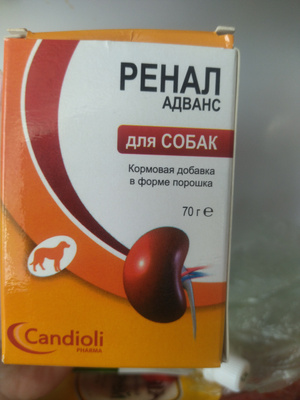 РЕНАЛ
АДВАНС
для СОБАК
Кормовая добавка
в форме порошка
70 г ℮
Candioli
PHARMA